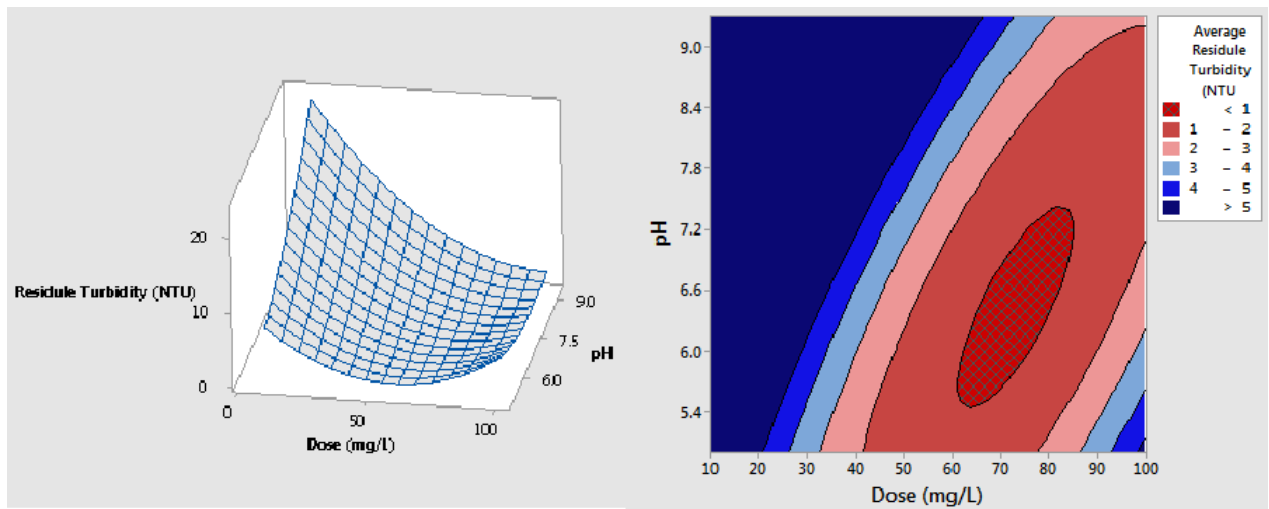 20
10
0
Residule Turbidity (NTU)
0
50
100
Dose (mg/L)
9.0
7.5
6.0
pH
9.0
8.4
7.8
7.2
6.6
6.0
5.4
pH
10 20 30 40 50 60 70 80 90 100
Dose (mg/L)
Average
Residule
Turbidity
(NTU
< 1
1 – 2
2 – 3
3 – 4
4 – 5
> 5